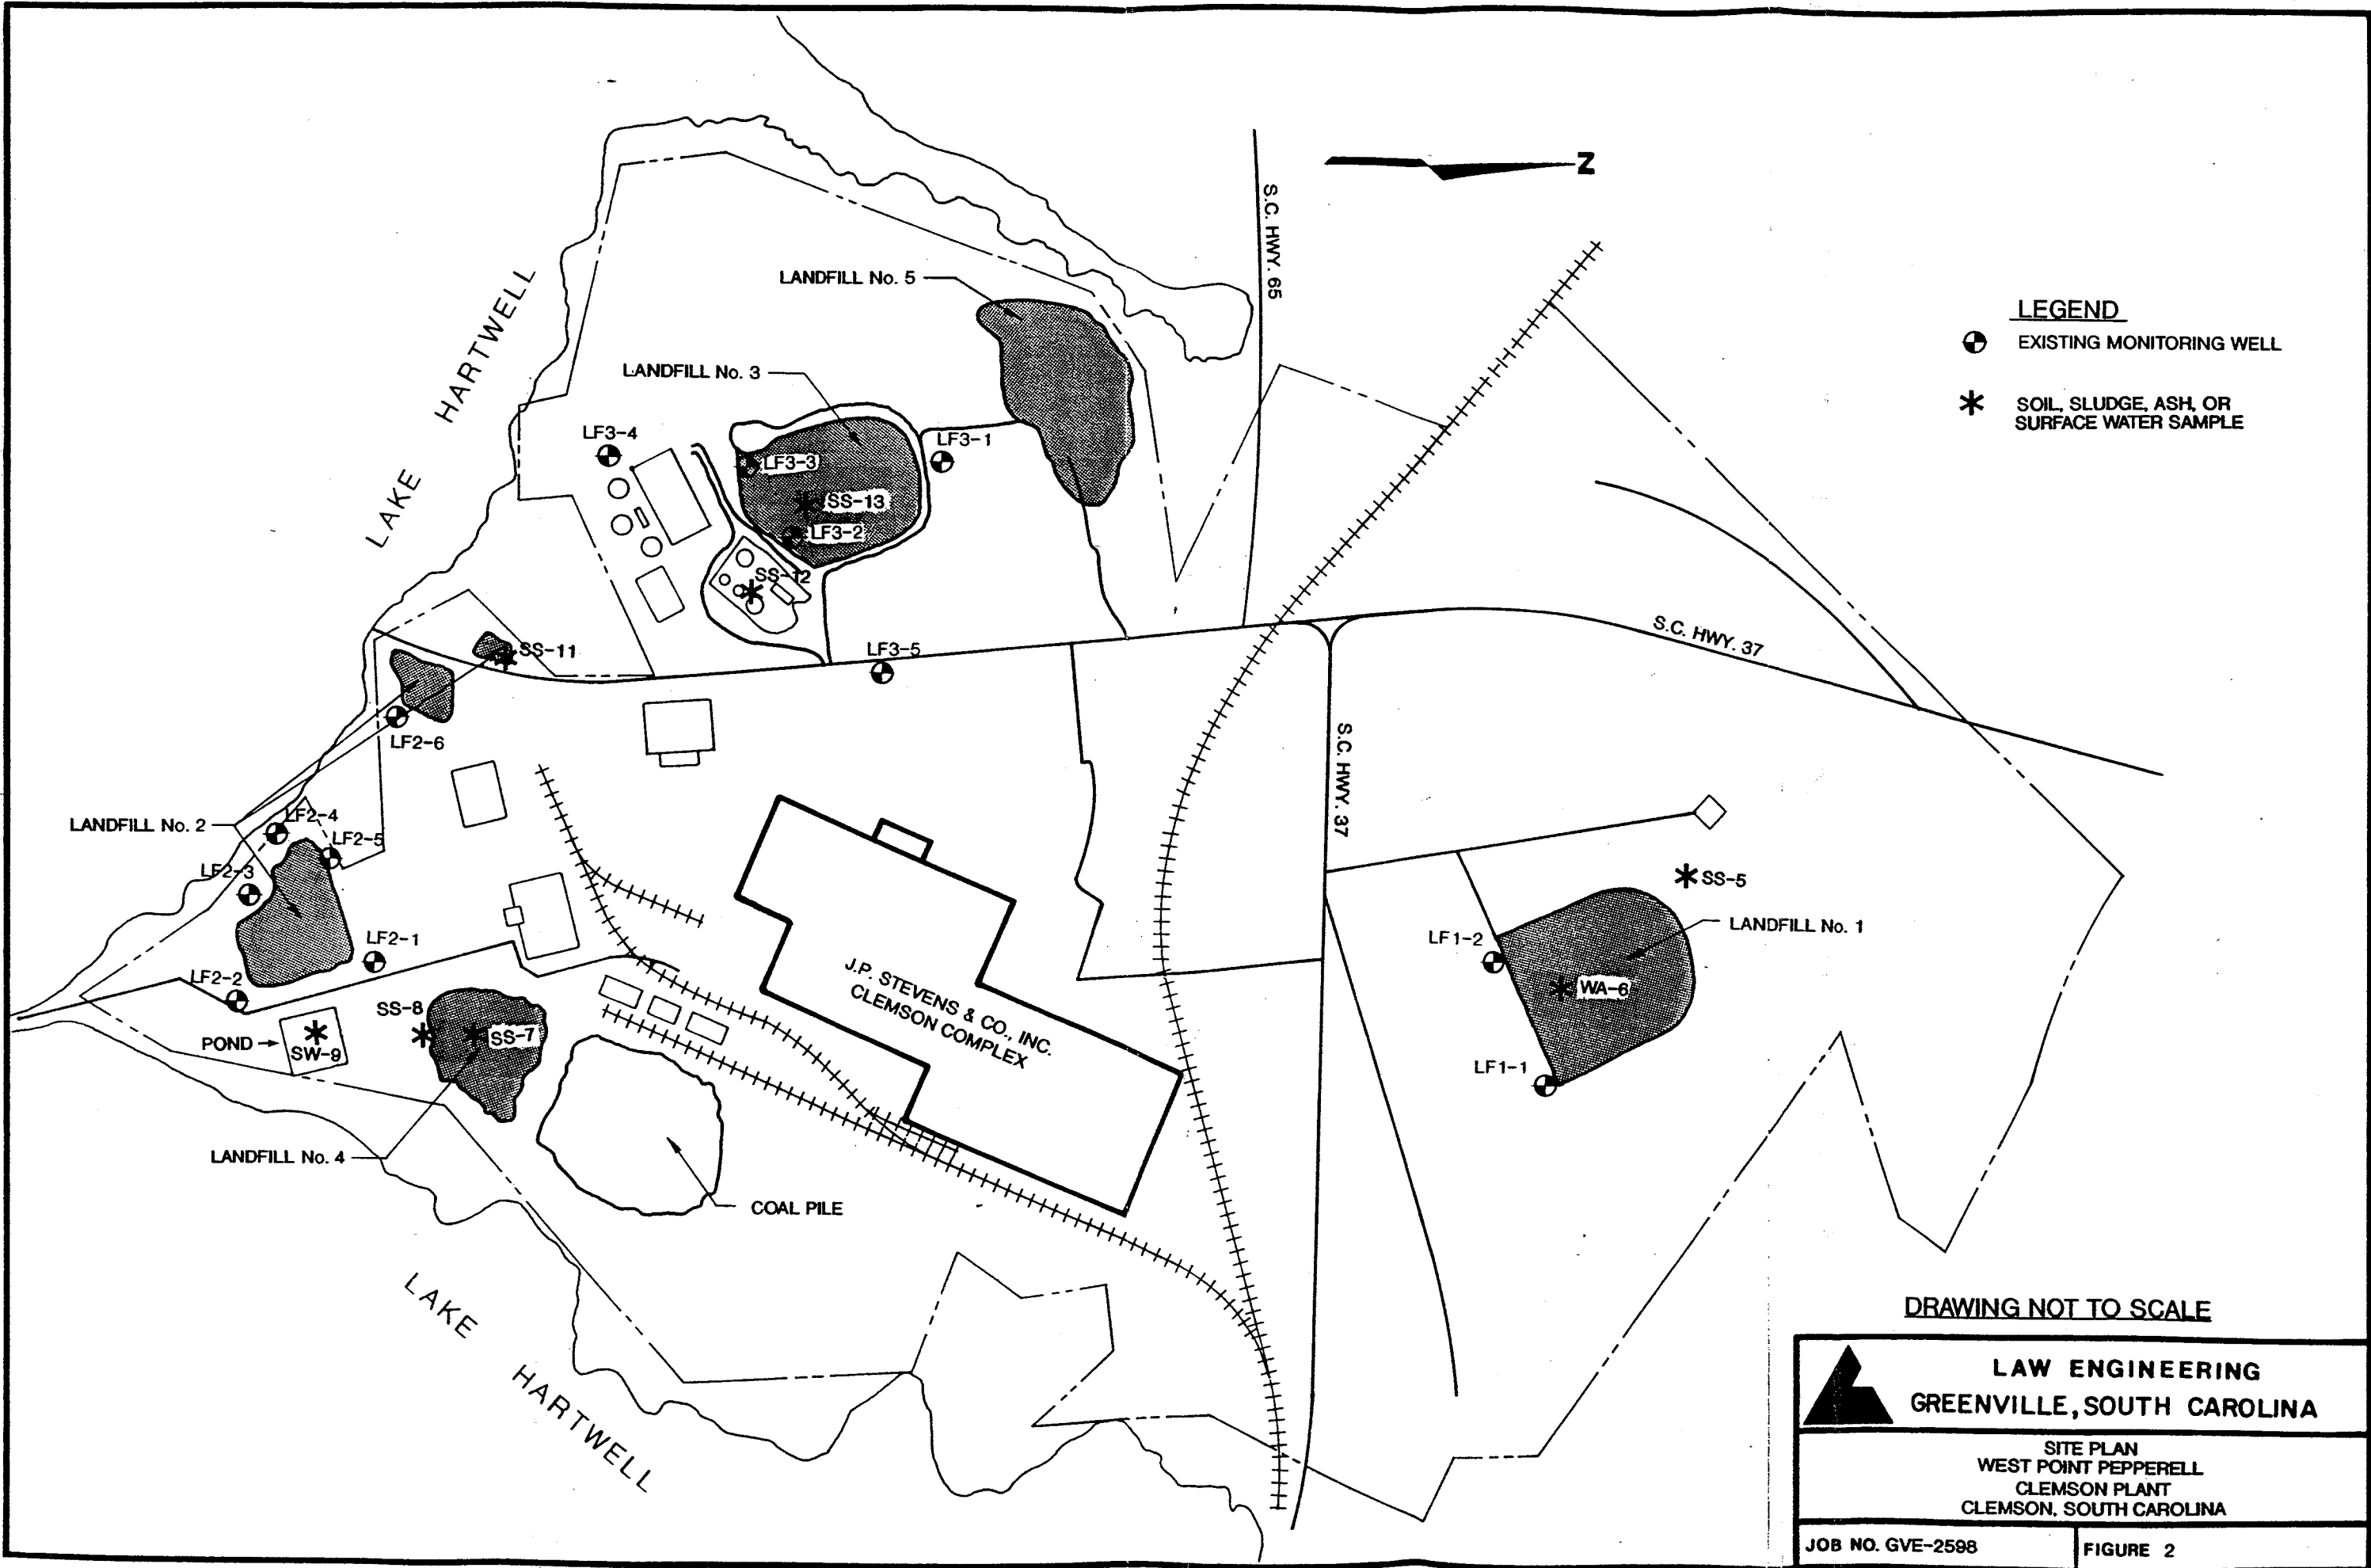 Z
S.C. HWY. 65
LANDFILL No. 5
LEGEND
EXISTING MONITORING WELL
SOIL, SLUDGE, ASH, OR
SURFACE WATER SAMPLE
LAKE HARTWELL
LANDFILL No. 3
LF3-4
LF3-1
LF3-3
SS-13
LF3-2
SS-12
S.C. HWY. 37
SS-11
LF3-5
LF2-6
S.C. HWY. 37
LANDFILL No. 2
LF2-4
LF2-5
LF2-3
SS-5
LANDFILL No. 1
LF1-2
LF2-1
LF2-2
WA-6
J.P. STEVENS & CO., INC.
CLEMSON COMPLEX
SS-8
SS-7
POND
SW-9
LF1-1
LANDFILL No. 4
COAL PILE
LAKE HARTWELL
DRAWING NOT TO SCALE
LAW ENGINEERING
GREENVILLE, SOUTH CAROLINA
SITE PLAN
WEST POINT PEPPERELL
CLEMSON PLANT
CLEMSON, SOUTH CAROLINA
JOB NO. GVE-2598
FIGURE 2